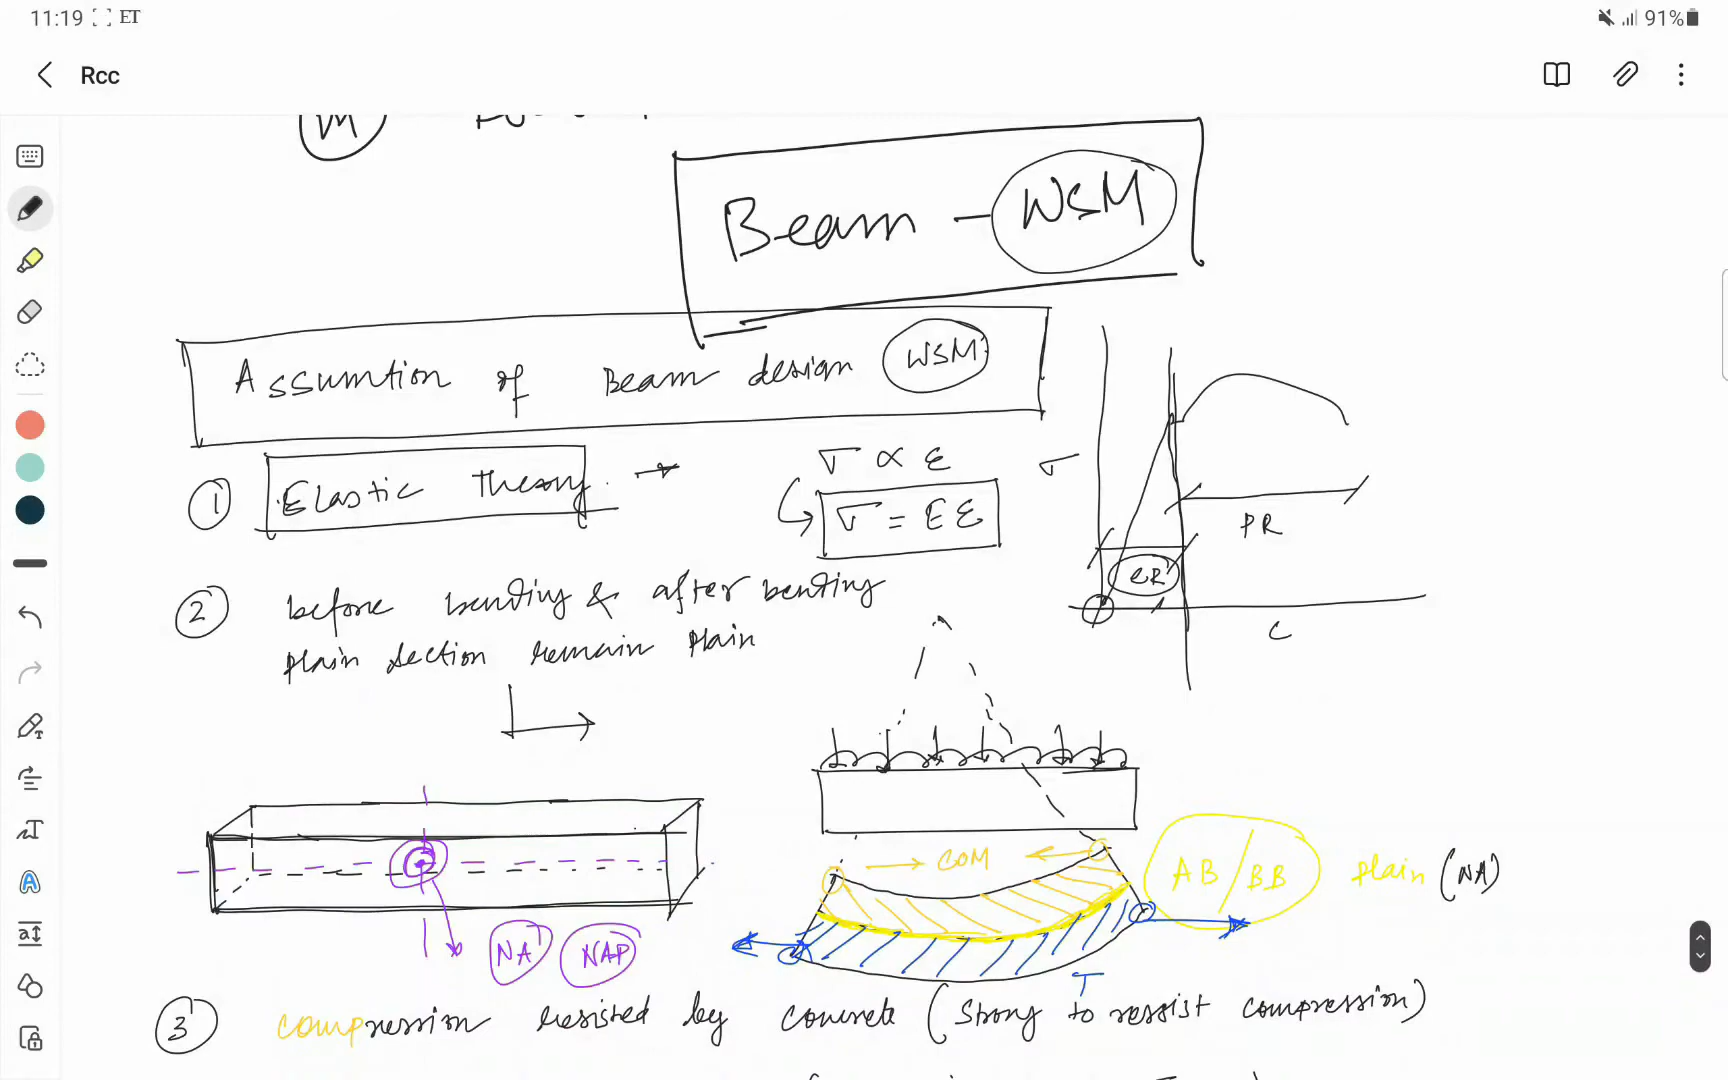 11:19 ET 91%
Rcc
Beam - WSM
Assumtion of Beam design WSM
① Elastic theory →
σ ∝ ε
σ = E ε
σ
PR
ER
② before bending & after bending
plain section remain plain
COM
AB/BB plain (NA)
NA NAP
T
③ compression resisted by concrete (Strong to ressist compression)